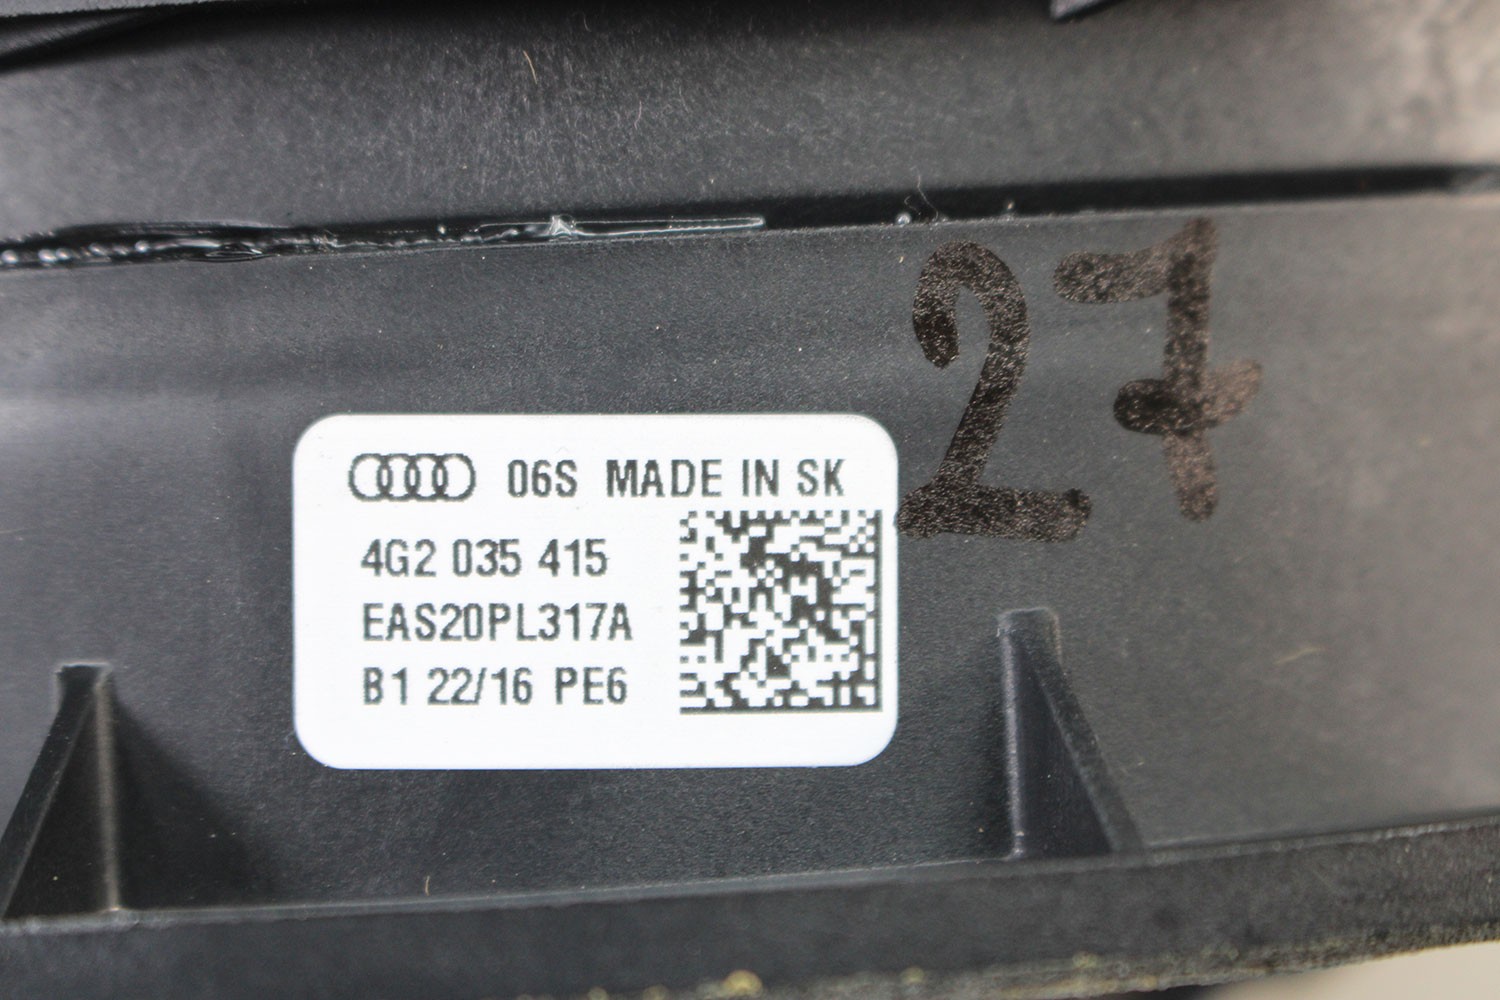 27
06S MADE IN SK
4G2 035 415
EAS20PL317A
B1 22/16 PE6